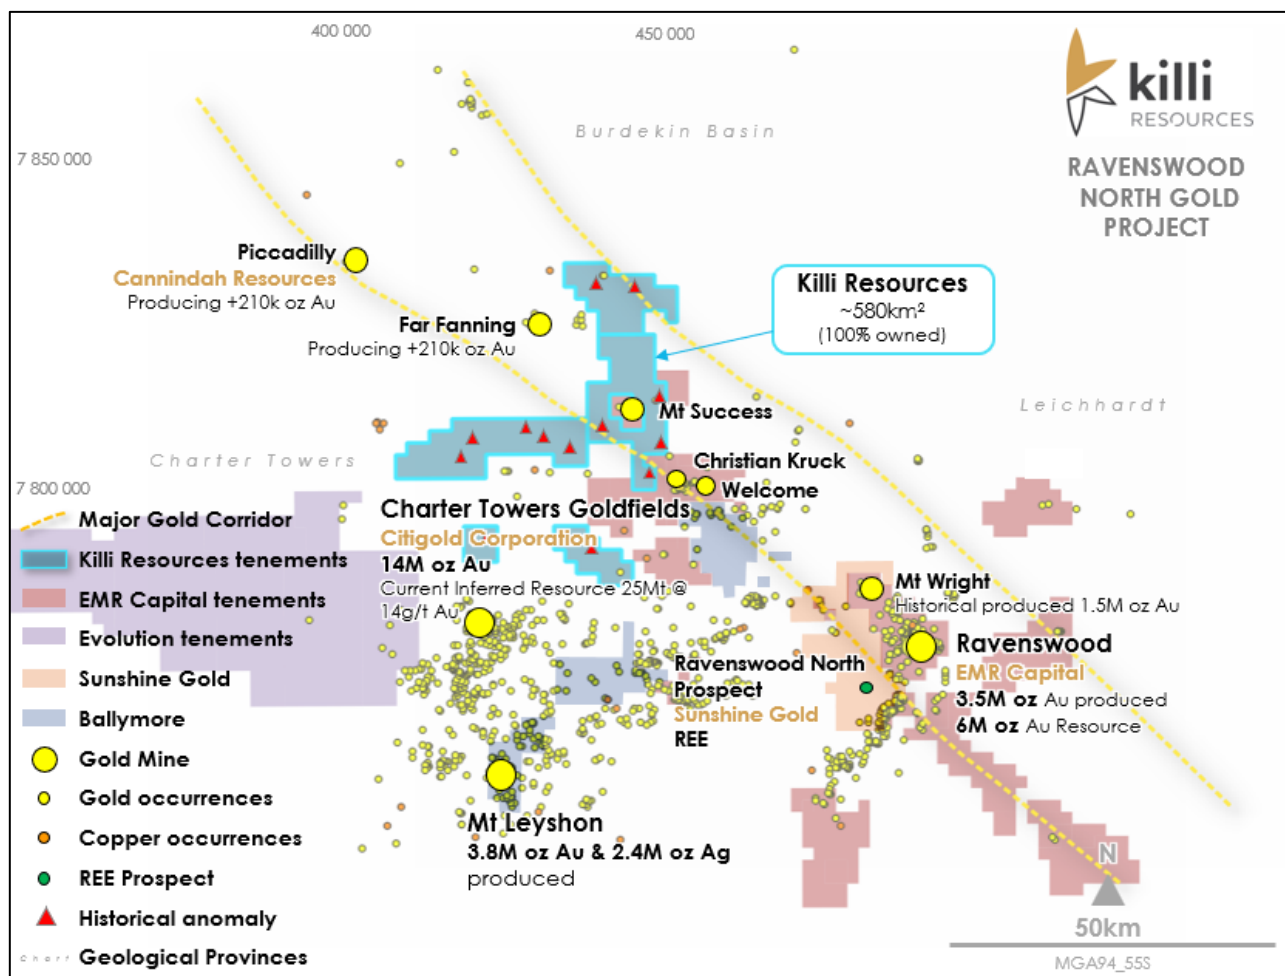 400 000
450 000
killi
RESOURCES
Burdekin Basin
7 850 000
RAVENSWOOD
NORTH GOLD
PROJECT
Piccadilly
Cannindah Resources
Producing +210k oz Au
Killi Resources
~580km²
(100% owned)
Far Fanning
Producing +210k oz Au
Mt Success
Leichhardt
Charter Towers
Christian Kruck
Welcome
7 800 000
Charter Towers Goldfields
Citigold Corporation
14M oz Au
Current Inferred Resource 25Mt @
14g/t Au
Mt Wright
Historical produced 1.5M oz Au
Ravenswood
EMR Capital
3.5M oz Au produced
6M oz Au Resource
Ravenswood North
Prospect
Sunshine Gold
REE
Mt Leyshon
3.8M oz Au & 2.4M oz Ag
produced
Major Gold Corridor
Killi Resources tenements
EMR Capital tenements
Evolution tenements
Sunshine Gold
Ballymore
Gold Mine
Gold occurrences
Copper occurrences
REE Prospect
Historical anomaly
Chart Geological Provinces
N
50km
MGA94_55S